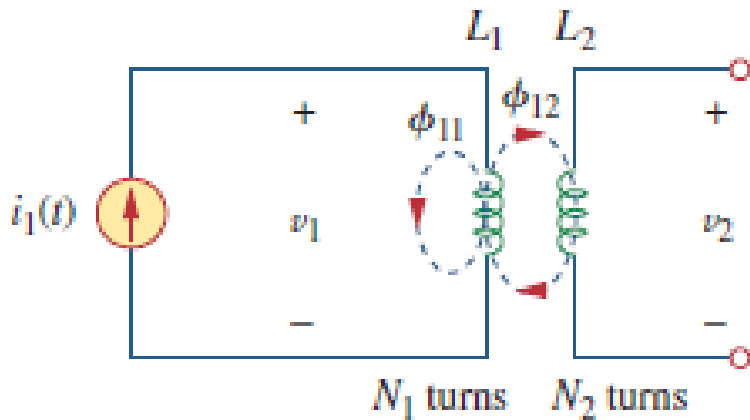 L₁ L₂
+ ϕ₁₁ ϕ₁₂ +
i₁(t) v₁ v₂
− −
N₁ turns N₂ turns